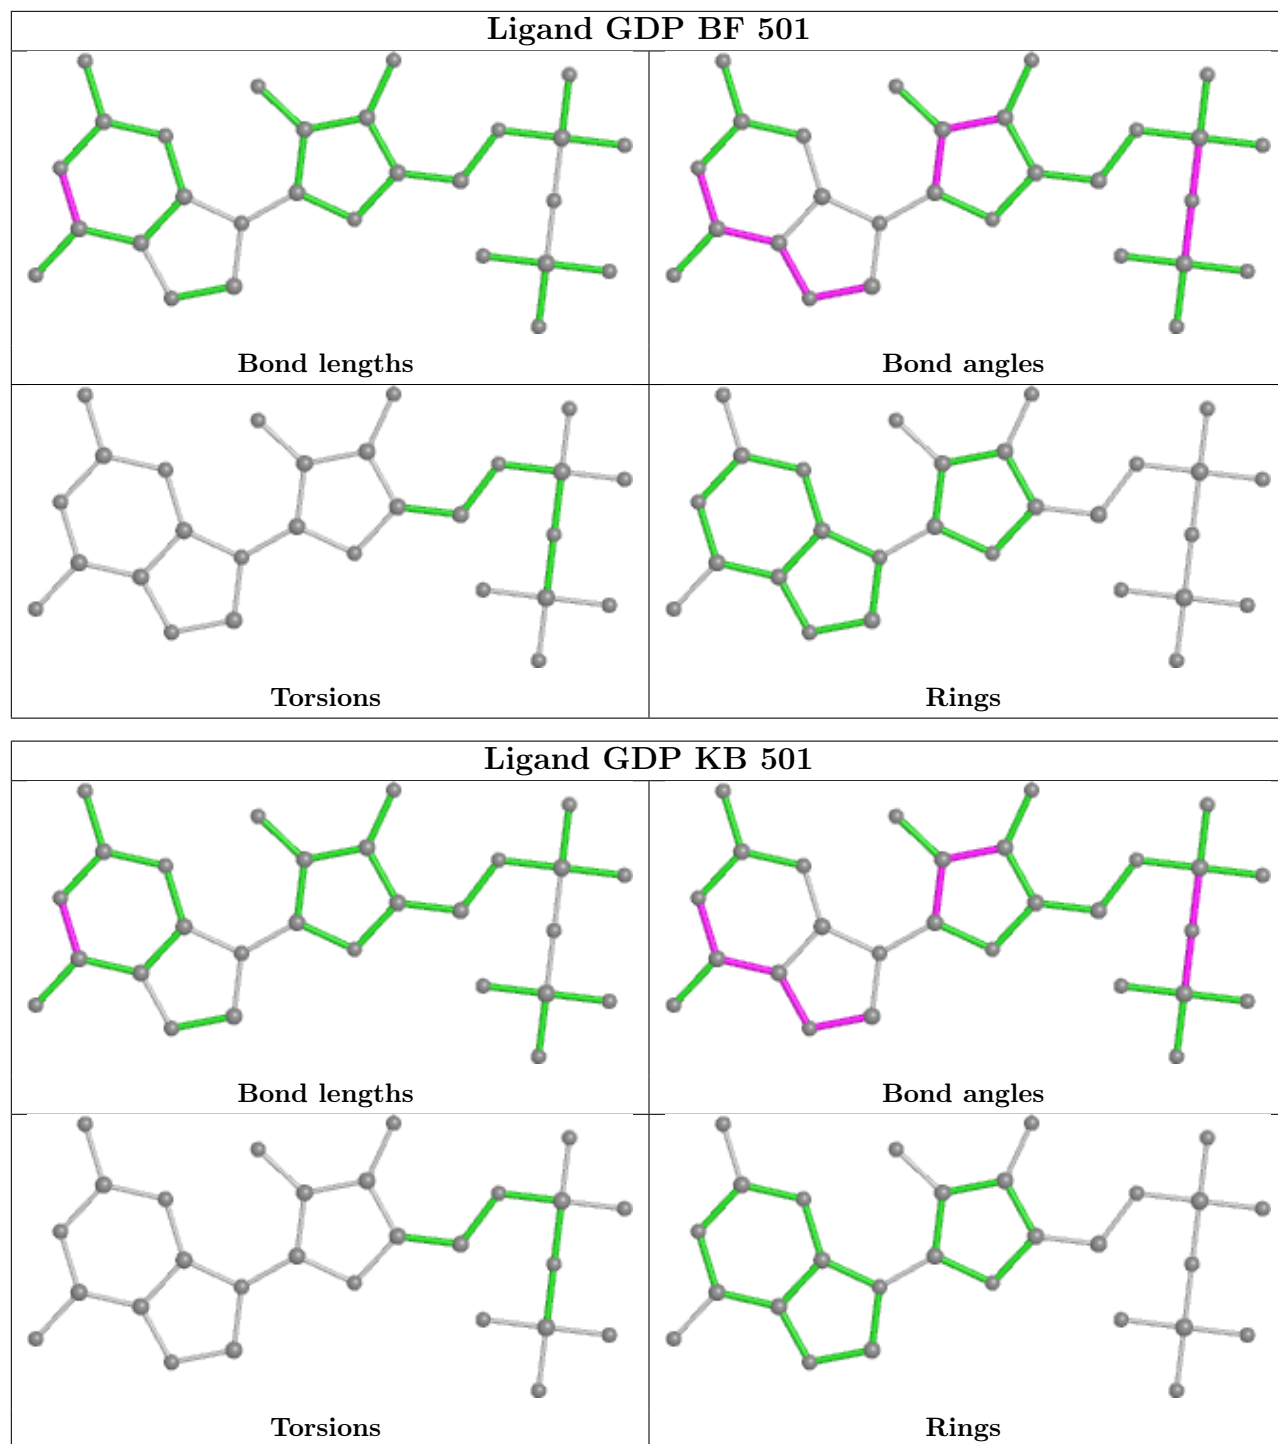 Ligand GDP BF 501
Bond lengths
Bond angles
Torsions
Rings
Ligand GDP KB 501
Bond lengths
Bond angles
Torsions
Rings